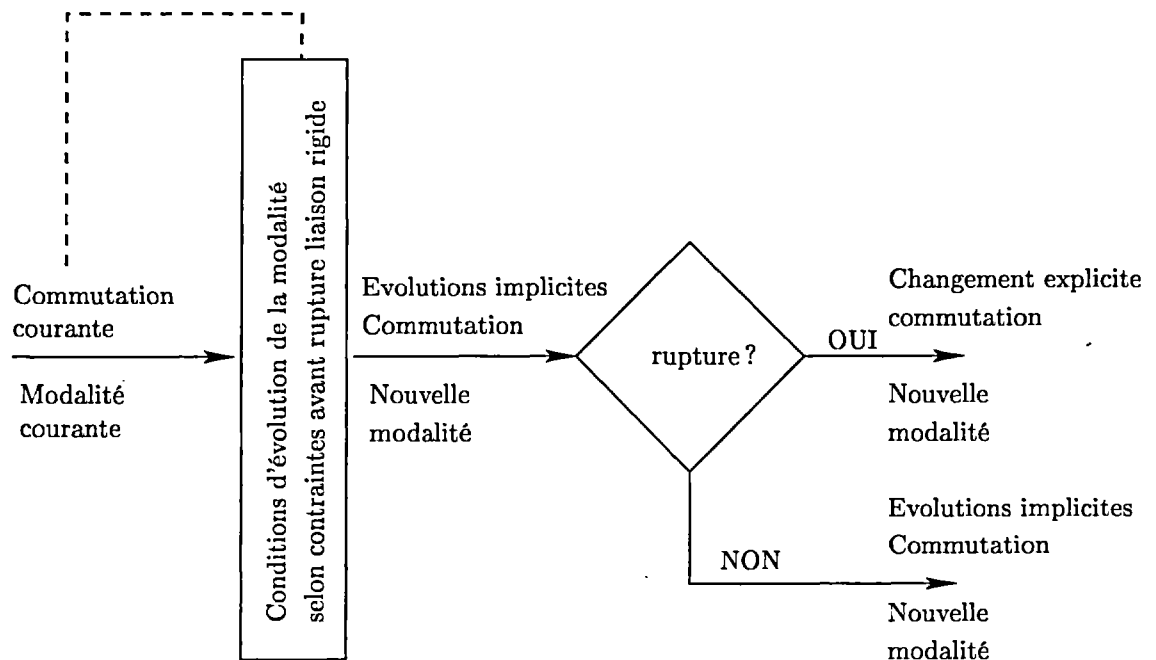 Commutation
courante
Modalité
courante
Conditions d'évolution de la modalité
selon contraintes avant rupture liaison rigide
Evolutions implicites
Commutation
Nouvelle
modalité
rupture ?
OUI
Changement explicite
commutation
Nouvelle
modalité
NON
Evolutions implicites
Commutation
Nouvelle
modalité